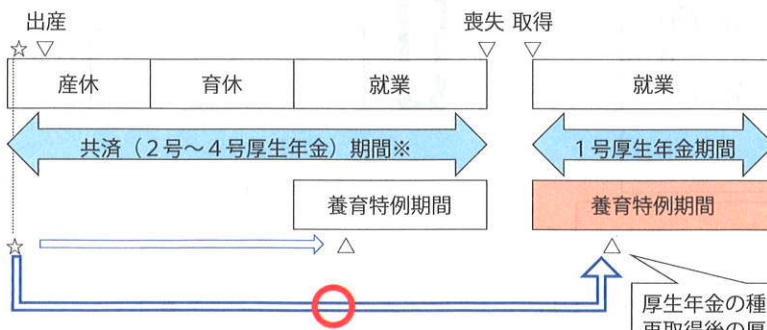 出産
喪失 取得
産休 育休 就業 就業
共済（２号～４号厚生年金）期間※ １号厚生年金期間
養育特例期間 養育特例期間
厚生年金の種